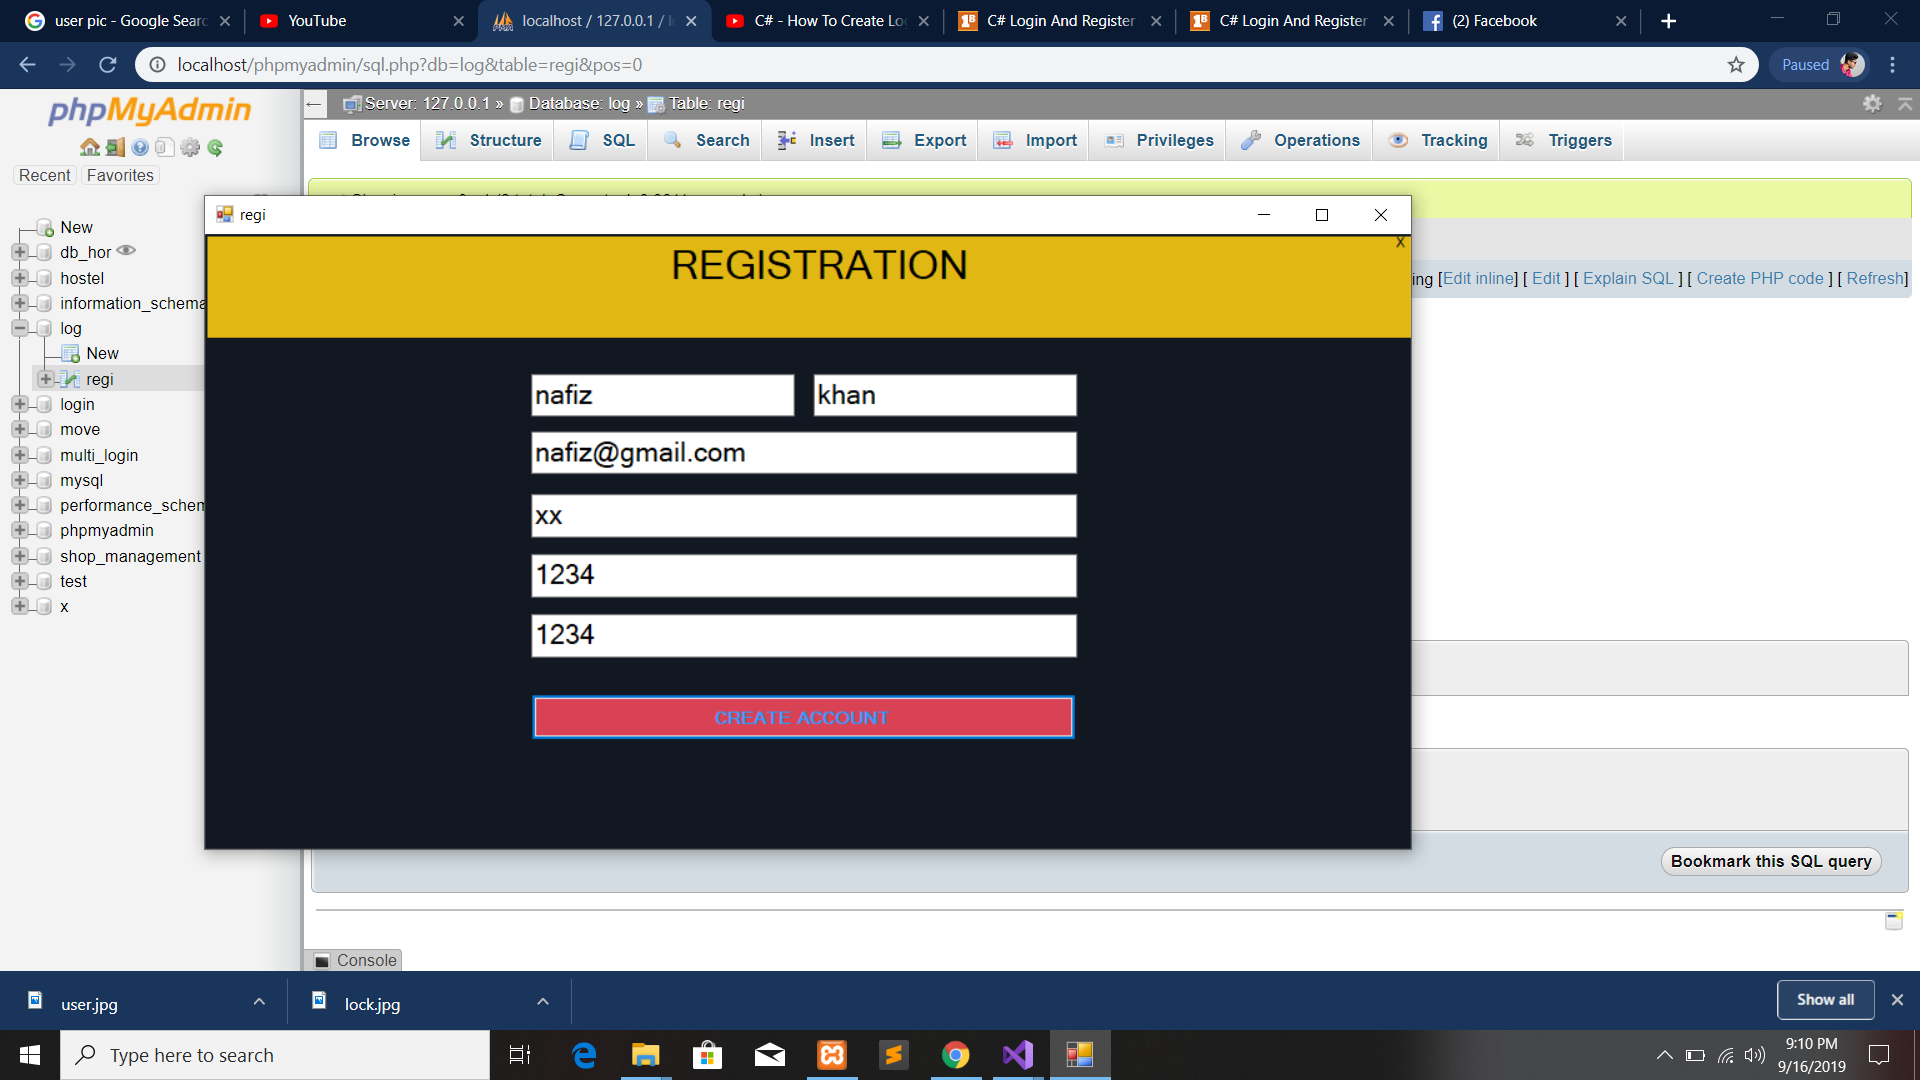 user pic - Google Searc
YouTube
localhost / 127.0.0.1 / l
C# - How To Create Lo
C# Login And Register
C# Login And Register
(2) Facebook
localhost/phpmyadmin/sql.php?db=log&table=regi&pos=0
Paused
phpMyAdmin
Server: 127.0.0.1 » Database: log » Table: regi
Browse Structure SQL Search Insert Export Import Privileges Operations Tracking Triggers
Recent Favorites
New
db_hor
hostel
information_schema
log
New
regi
login
move
multi_login
mysql
performance_schem
phpmyadmin
shop_management
test
x
regi
X
REGISTRATION
ing [Edit inline] [ Edit ] [ Explain SQL ] [ Create PHP code ] [ Refresh]
nafiz khan
nafiz@gmail.com
xx
1234
1234
CREATE ACCOUNT
Bookmark this SQL query
Console
user.jpg
lock.jpg
Show all
Type here to search
9:10 PM
9/16/2019